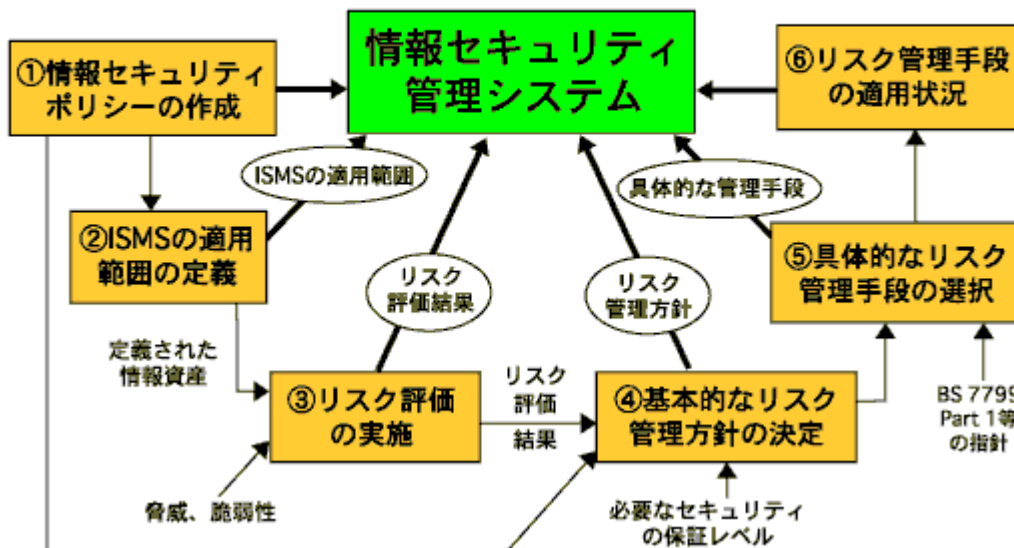 情報セキュリティ
管理システム
①情報セキュリティ
ポリシーの作成
⑥リスク管理手段
の適用状況
ISMSの適用範囲
具体的な管理手段
②ISMSの適用
範囲の定義
リスク
評価結果
リスク
管理方針
⑤具体的なリスク
管理手段の選択
定義された
情報資産
③リスク評価
の実施
リスク
評価
結果
④基本的なリスク
管理方針の決定
BS 7799
Part 1等
の指針
脅威、脆弱性
必要なセキュリティ
の保証レベル